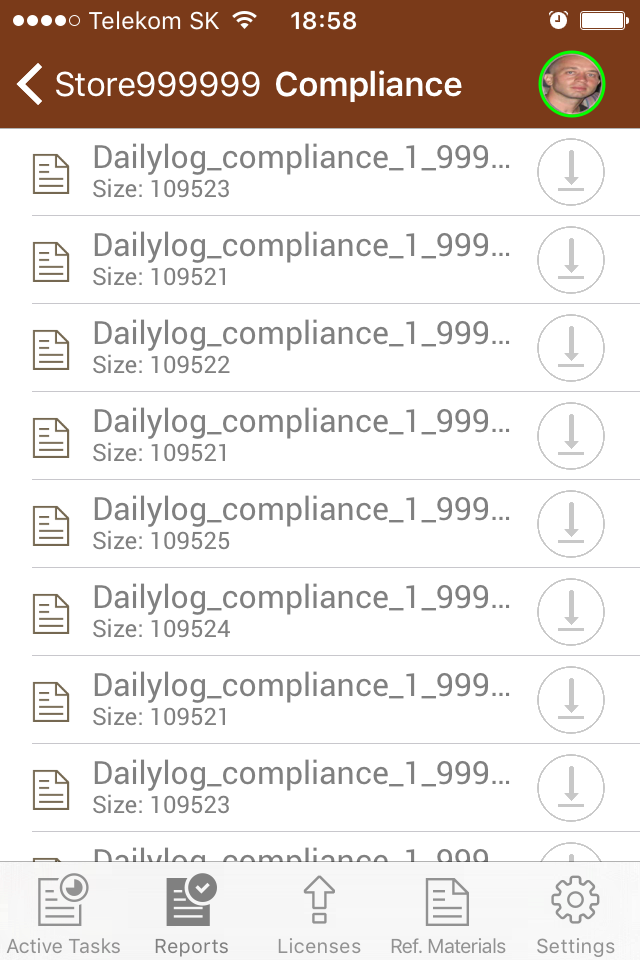 Telekom SK 18:58
Store999999 Compliance
Dailylog_compliance_1_999...
Size: 109523
Dailylog_compliance_1_999...
Size: 109521
Dailylog_compliance_1_999...
Size: 109522
Dailylog_compliance_1_999...
Size: 109521
Dailylog_compliance_1_999...
Size: 109525
Dailylog_compliance_1_999...
Size: 109524
Dailylog_compliance_1_999...
Size: 109521
Dailylog_compliance_1_999...
Size: 109523
Dailylog_compliance_1_999...
Active Tasks Reports Licenses Ref. Materials Settings